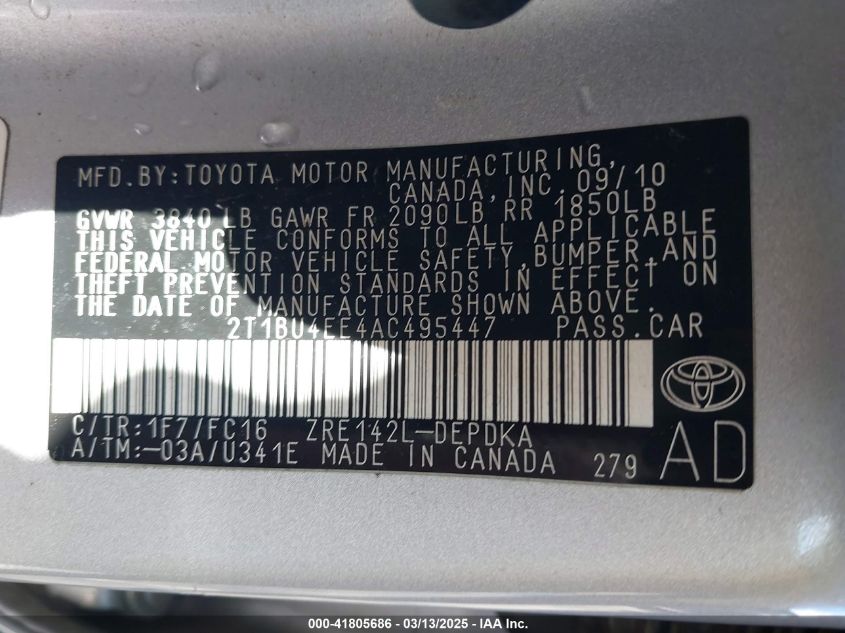 MFD.BY:TOYOTA MOTOR MANUFACTURING,
CANADA,INC. 09/10
GVWR 3840 LB GAWR FR 2090LB RR 1850LB
THIS VEHICLE CONFORMS TO ALL APPLICABLE
FEDERAL MOTOR VEHICLE SAFETY,BUMPER,AND
THEFT PREVENTION STANDARDS IN EFFECT ON
THE DATE OF MANUFACTURE SHOWN ABOVE.
2T1BU4EE4AC495447 PASS.CAR
C/TR:1F7/FC16 ZRE142L-DEPDKA
A/TM:-03A/U341E MADE IN CANADA 279 AD
000-41805686 - 03/13/2025 - IAA Inc.